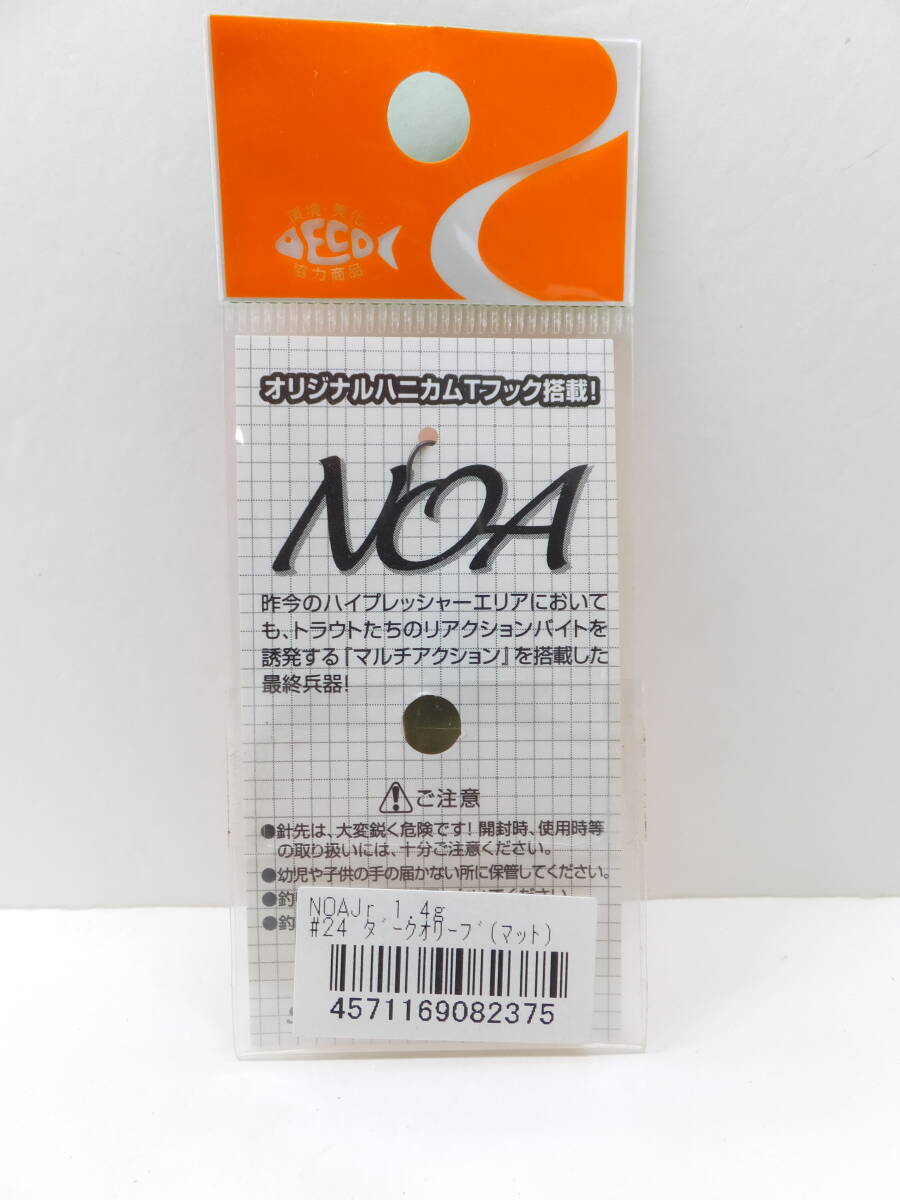 環境・美化
ECO
協力商品
オリジナルハニカムTフック搭載!
NOA
昨今のハイプレッシャーエリアにおいて
も、トラウトたちのリアクションバイトを
誘発する「マルチアクション」を搭載した
最終兵器!
ご注意
●針先は、大変鋭く危険です! 開封時、使用時等
の取り扱いには、十分ご注意ください。
●幼児や子供の手の届かない所に保管してください。
●釣
●釣
NOAJr 1.4g
#24 ダークオリーブ(マット)
4571169082375